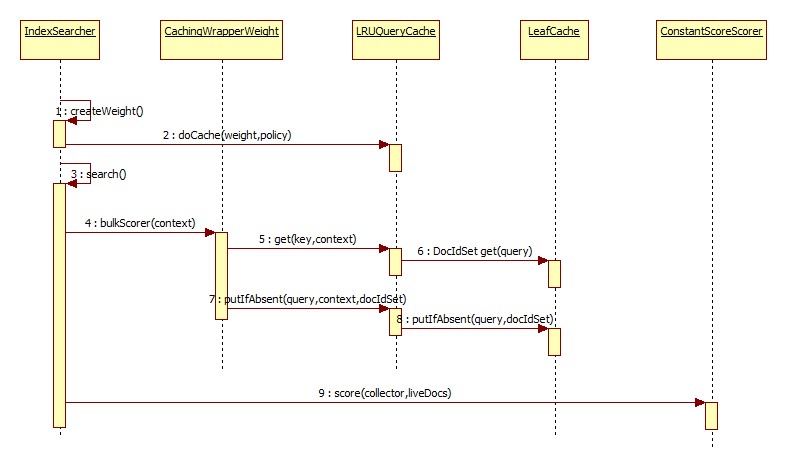 IndexSearcher
CachingWrapperWeight
LRUQueryCache
LeafCache
ConstantScoreScorer
1 : createWeight()
2 : doCache(weight,policy)
3 : search()
4 : bulkScorer(context)
5 : get(key,context)
6 : DocIdSet get(query)
7 : putIfAbsent(query,context,docIdSet)
8 : putIfAbsent(query,docIdSet)
9 : score(collector,liveDocs)